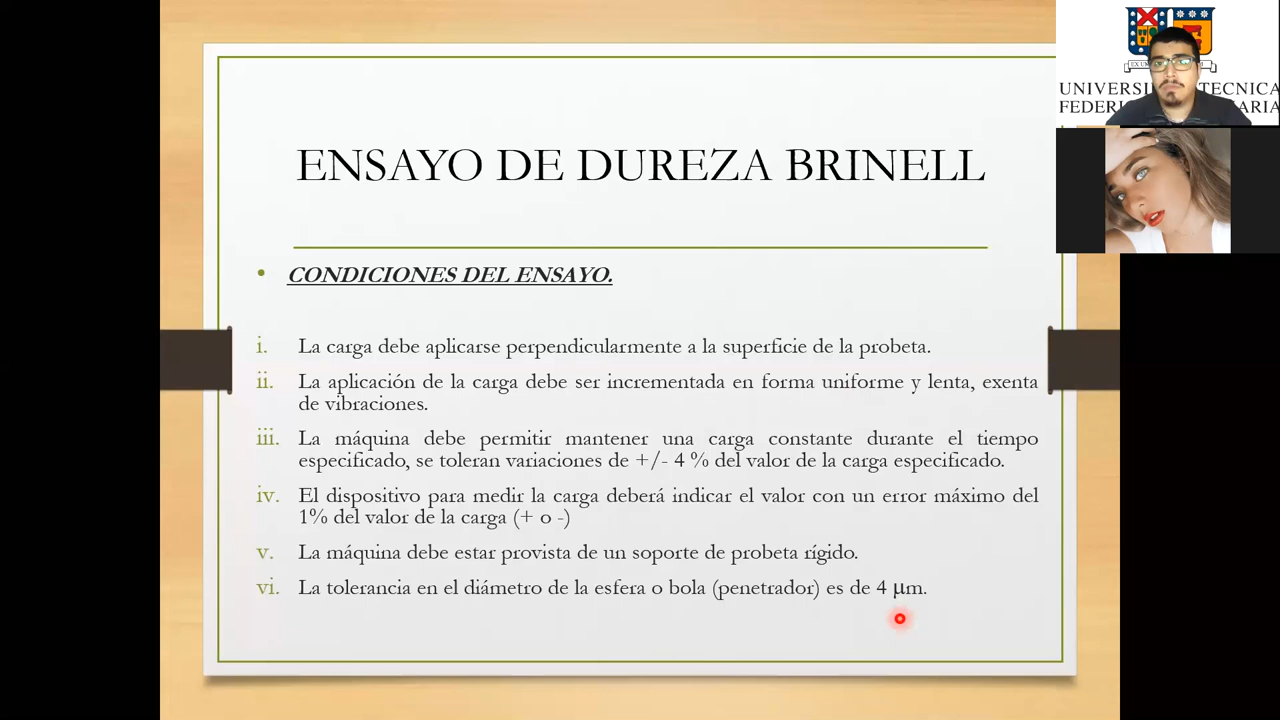 ENSAYO DE DUREZA BRINELL
• CONDICIONES DEL ENSAYO.
i. La carga debe aplicarse perpendicularmente a la superficie de la probeta.
ii. La aplicación de la carga debe ser incrementada en forma uniforme y lenta, exenta
de vibraciones.
iii. La máquina debe permitir mantener una carga constante durante el tiempo
especificado, se toleran variaciones de +/- 4 % del valor de la carga especificado.
iv. El dispositivo para medir la carga deberá indicar el valor con un error máximo del
1% del valor de la carga (+ o -)
v. La máquina debe estar provista de un soporte de probeta rígido.
vi. La tolerancia en el diámetro de la esfera o bola (penetrador) es de 4 μm.